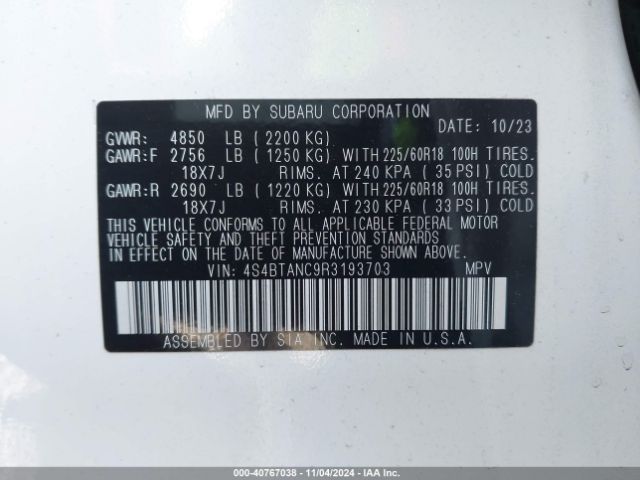 MFD BY SUBARU CORPORATION
DATE: 10/23
GVWR: 4850 LB (2200 KG)
GAWR:F 2756 LB (1250 KG) WITH 225/60R18 100H TIRES.
18X7J RIMS. AT 240 KPA (35 PSI) COLD
GAWR:R 2690 LB (1220 KG) WITH 225/60R18 100H TIRES.
18X7J RIMS. AT 230 KPA (33 PSI) COLD
THIS VEHICLE CONFORMS TO ALL APPLICABLE FEDERAL MOTOR
VEHICLE SAFETY AND THEFT PREVENTION STANDARDS
IN EFFECT ON THE DATE OF MANUFACTURE SHOWN ABOVE.
VIN: 4S4BTANC9R3193703 MPV
ASSEMBLED BY SIA INC. MADE IN U.S.A.
000-40767038 - 11/04/2024 - IAAI.COM